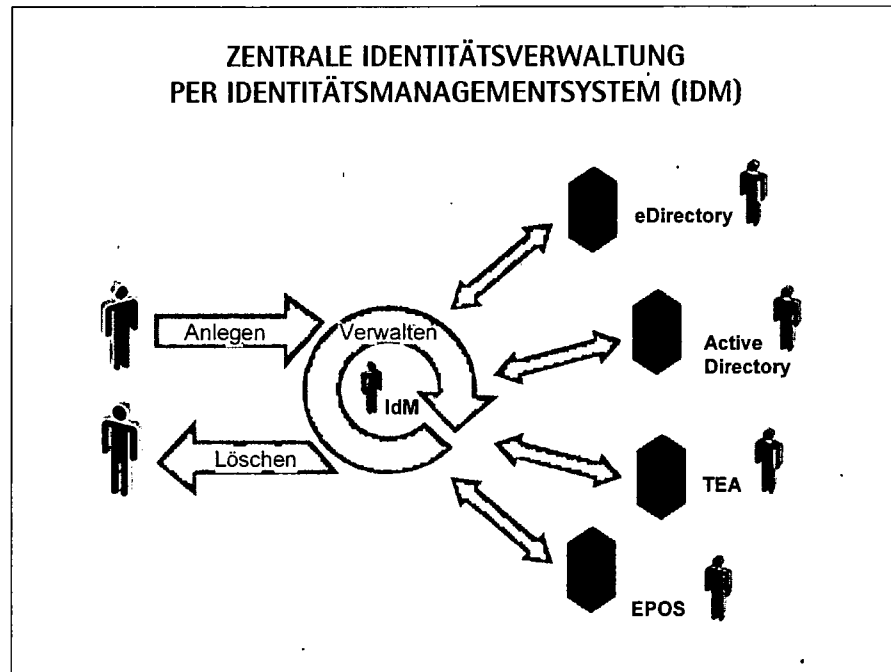 ZENTRALE IDENTITÄTSVERWALTUNG
PER IDENTITÄTSMANAGEMENTSYSTEM (IDM)
eDirectory
Anlegen
Verwalten
Active
Directory
IdM
Löschen
TEA
EPOS